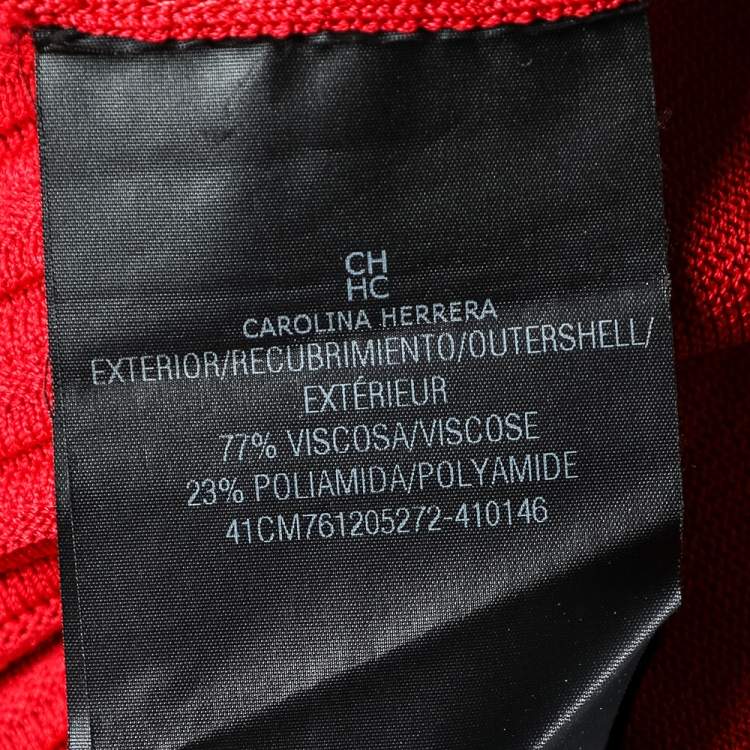 CH
HC
CAROLINA HERRERA
EXTERIOR/RECUBRIMIENTO/OUTERSHELL/
EXTÉRIEUR
77% VISCOSA/VISCOSE
23% POLIAMIDA/POLYAMIDE
41CM761205272-410146